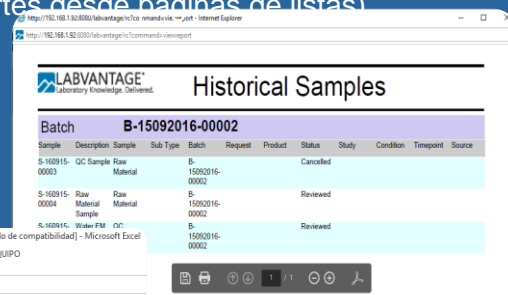 rtes desde páginas de listas)
http://192.168.1.92:8080/labvantage/rc?co mmand=vie. ort - Internet Explorer
http://192.168.1.92:8080/labvantage/rc?command=viewreport
LABVANTAGE
Laboratory Knowledge. Delivered.
Historical Samples
Batch B-15092016-00002
Sample Description Sample Sub Type Batch Request Product Status Study Condition Timepoint Source
S-160915- QC Sample Raw B- Cancelled
00003 Material 15092016-
00002
S-160915- Raw Raw B- Reviewed
00004 Material Material 15092016-
Sample 00002
S-160915- Water EM QC B- Reviewed
15092016-
00002
do de compatibilidad] - Microsoft Excel
QUIPO
1 / 1